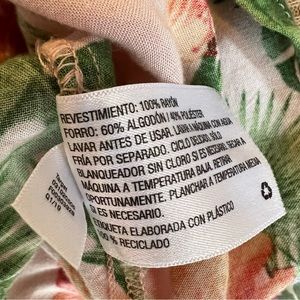 REVESTIMIENTO: 100% RAYÓN
FORRO: 60% ALGODÓN / 40% POLIÉSTER
LAVAR ANTES DE USAR. LAVAR A MÁQUINA CON AGUA
FRÍA POR SEPARADO. CICLO DELICADO. SÓLO
BLANQUEADOR SIN CLORO SI ES NECESARIO. SECAR A
MÁQUINA A TEMPERATURA BAJA. RETIRAR
OPORTUNAMENTE. PLANCHAR A TEMPERATURA MEDIA
SI ES NECESARIO.
ETIQUETA ELABORADA CON PLÁSTICO
RECICLADO